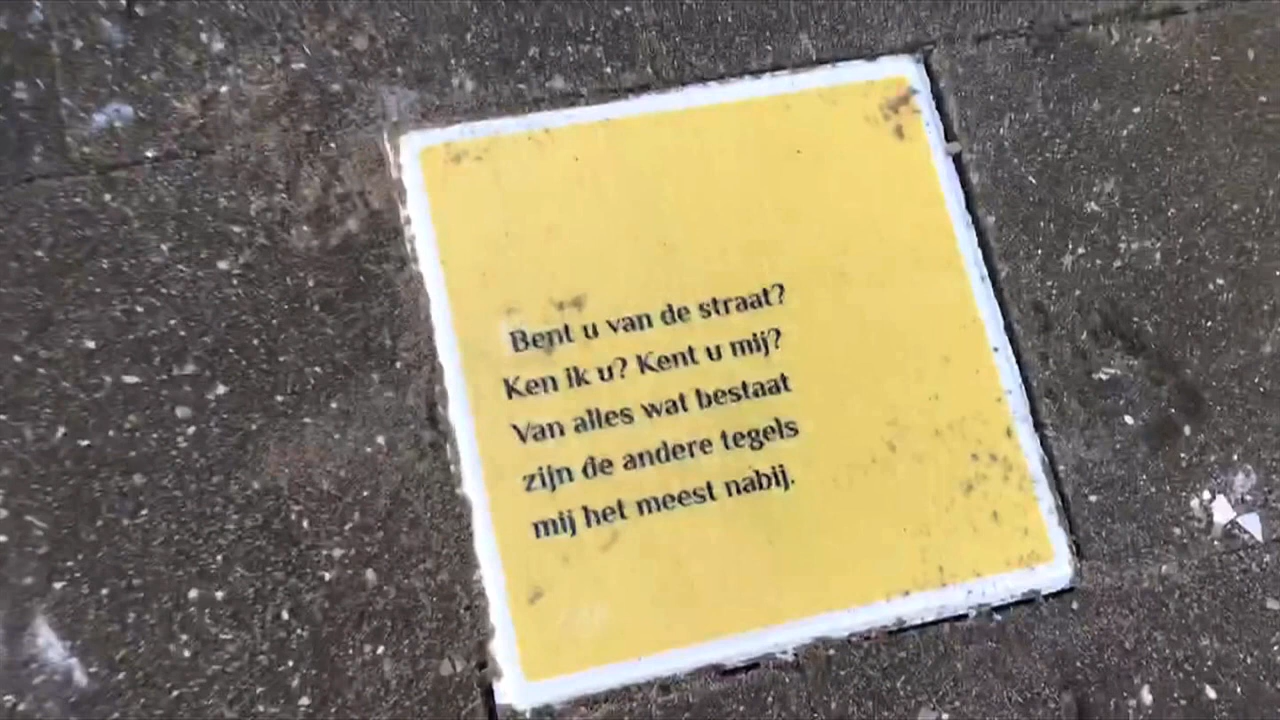 Bent u van de straat?
Ken ik u? Kent u mij?
Van alles wat bestaat
zijn de andere tegels
mij het meest nabij.